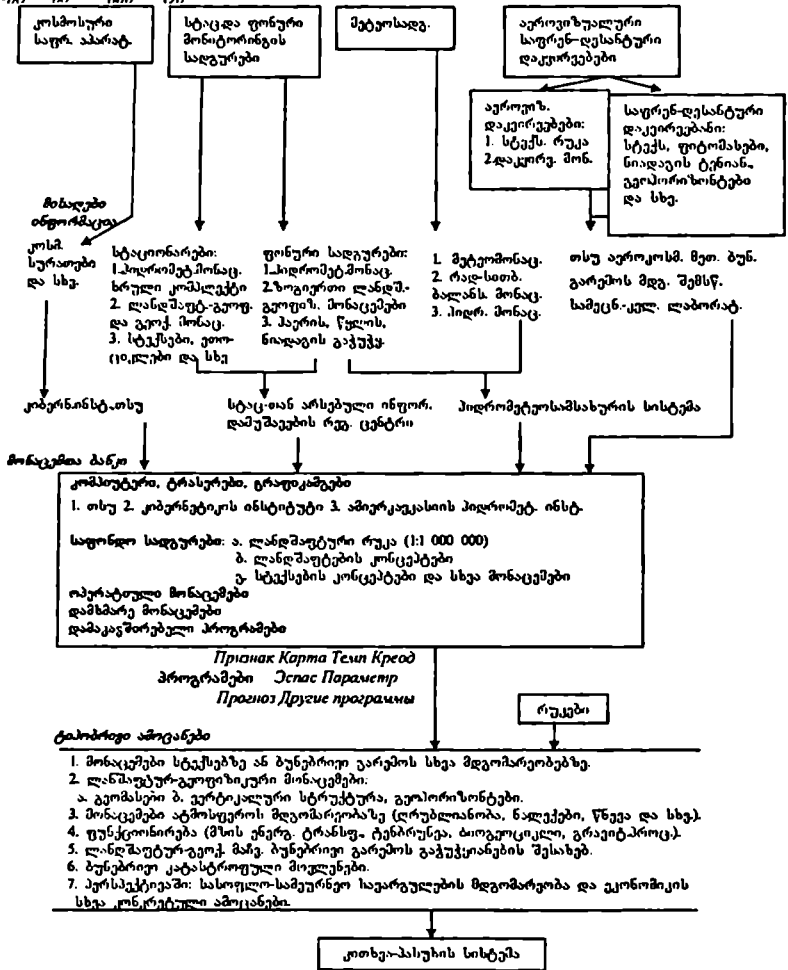 კოსმოსური
საფრ. აპარატ.
სტაც.და ფონური
მონიტორინგის
სადგურები
მეტეოსადგ.
აეროვიზუალური
საფრენ-დესანტური
დაკვირვებები
აეროვიზ.
დაკვირვებები:
1. სტექს. რუკა
2.დაკვირვ. მონ.
საფრენ-დესანტური
დაკვირვებანი:
სტექს, ფიტომასები,
ნიადაგის ტენიან.,
გეოჰორიზონტები
და სხვ.
მისაღები
ინფორმაცია
კოსმ.
სურათები
და სხვ.
სტაციონარები:
1.ჰიდრომეტ.მონაც.
სრული კომპლექტი
2. ლანდშაფტ.-გეოფ.
და გეოქ. მონაც.
3. სტექსები, ეთო-
ციკლები და სხვ
ფონური სადგურები:
1.ჰიდრომეტ.მონაც.
2.ზოგიერთი ლანდშ.-
გეოფიზ. მონაცემები
3. ჰაერის, წყლის,
ნიადაგის გაჭუჭყ.
1. მეტეომონაც.
2. რად-სითბ.
ბალანს. მონაც.
3. ჰიდრ. მონაც.
თსუ აეროკოსმ. მეთ. ბუნ.
გარემოს მდგ. შემსწ.
სამეცნ.-კვლ. ლაბორატ.
კიბერნ.ინსტ.,თსუ
სტაც-თან არსებული ინფორ.
დამუშავების რეგ. ცენტრი
ჰიდრომეტეოსამსახურის სისტემა
მონაცემთა ბანკი
კომპიუტერი, ტრასერები, გრაფიკამგები
1. თსუ 2. კიბერნეტიკის ინსტიტუტი 3. ამიერკავკასიის ჰიდრომეტ. ინსტ.
საფონდო სადგურები: ა. ლანდშაფტური რუკა (1:1 000 000)
ბ. ლანდშაფტების კონცეპტები
გ. სტექსების კონცეპტები და სხვა მონაცემები
ოპერატიული მონაცემები
დამხმარე მონაცემები
დამაკავშირებელი პროგრამები
Признак Карта Темп Креод
პროგრამები Эспас Параметр
Прогноз Другие программы
რუკები
ტიპობრივი ამოცანები
1. მონაცემები სტექსებზე ან ბუნებრივი გარემოს სხვა მდგომარეობებზე.
2. ლანშაფტურ-გეოფიზიკური მონაცემები:
ა. გეომასები ბ. ვერტიკალური სტრუქტურა, გეოჰორიზონტები.
3. მონაცემები ატმოსფეროს მდგომარეობაზე (ღრუბლიანობა, ნალექები, წნევა და სხვ.).
4. ფუნქციონირება (მზის ენერგ. ტრანსფ., ტენბრუნვა, ბიოგეოციკლი, გრავიტ.პროც.).
5. ლანდშაფტურ-გეოქ. მაჩვ. ბუნებრივი გარემოს გაჭუჭყიანების შესახებ.
6. ბუნებრივი კატასტროფული მოვლენები.
7. პერსპექტივაში: სასოფლო-სამეურნეო სავარგულების მდგომარეობა და ეკონომიკის
სხვა კონკრეტული ამოცანები.
კითხვა-პასუხის სისტემა